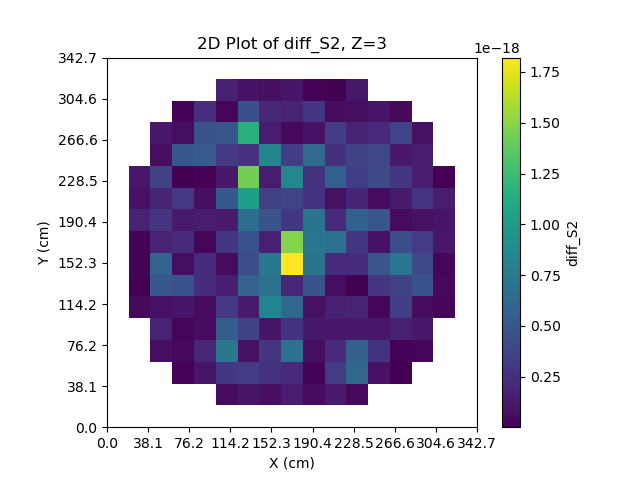 2D Plot of diff_S2, Z=3
1e−18
342.7
304.6
266.6
228.5
190.4
152.3
114.2
76.2
38.1
0.0
Y (cm)
0.0 38.1 76.2 114.2 152.3 190.4 228.5 266.6 304.6 342.7
X (cm)
1.75
1.50
1.25
1.00
0.75
0.50
0.25
diff_S2